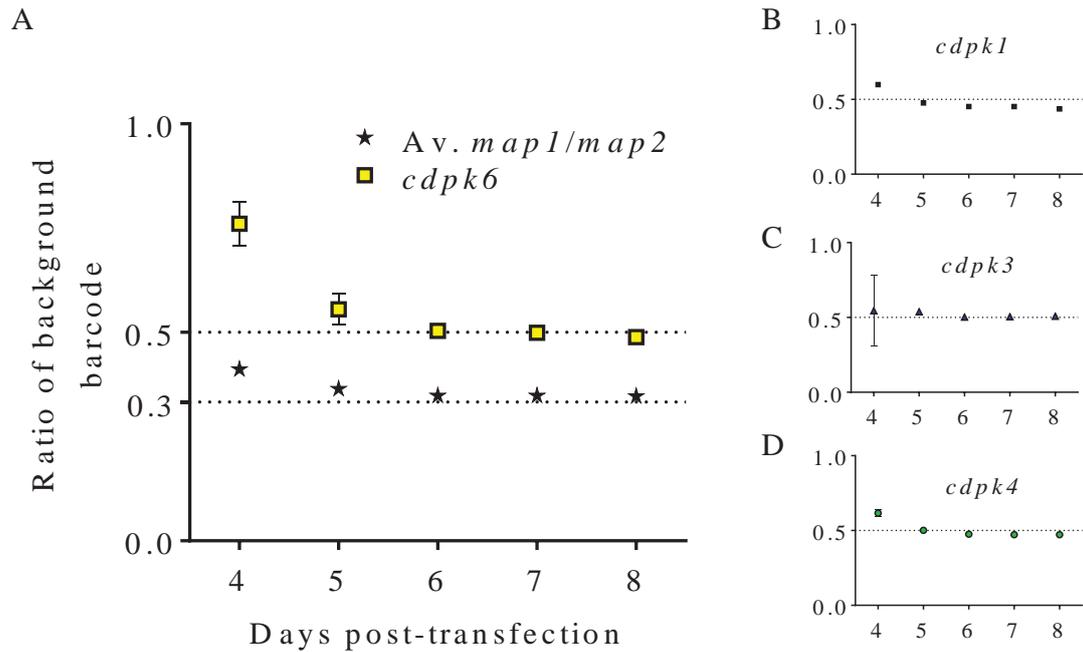 A
1.0
0.5
0.3
0.0
Ratio of background
barcode
Av. map1/map2
cdpk6
4 5 6 7 8
Days post-transfection
B
1.0
0.5
0.0
cdpk1
4 5 6 7 8
C
1.0
0.5
0.0
cdpk3
4 5 6 7 8
D
1.0
0.5
0.0
cdpk4
4 5 6 7 8